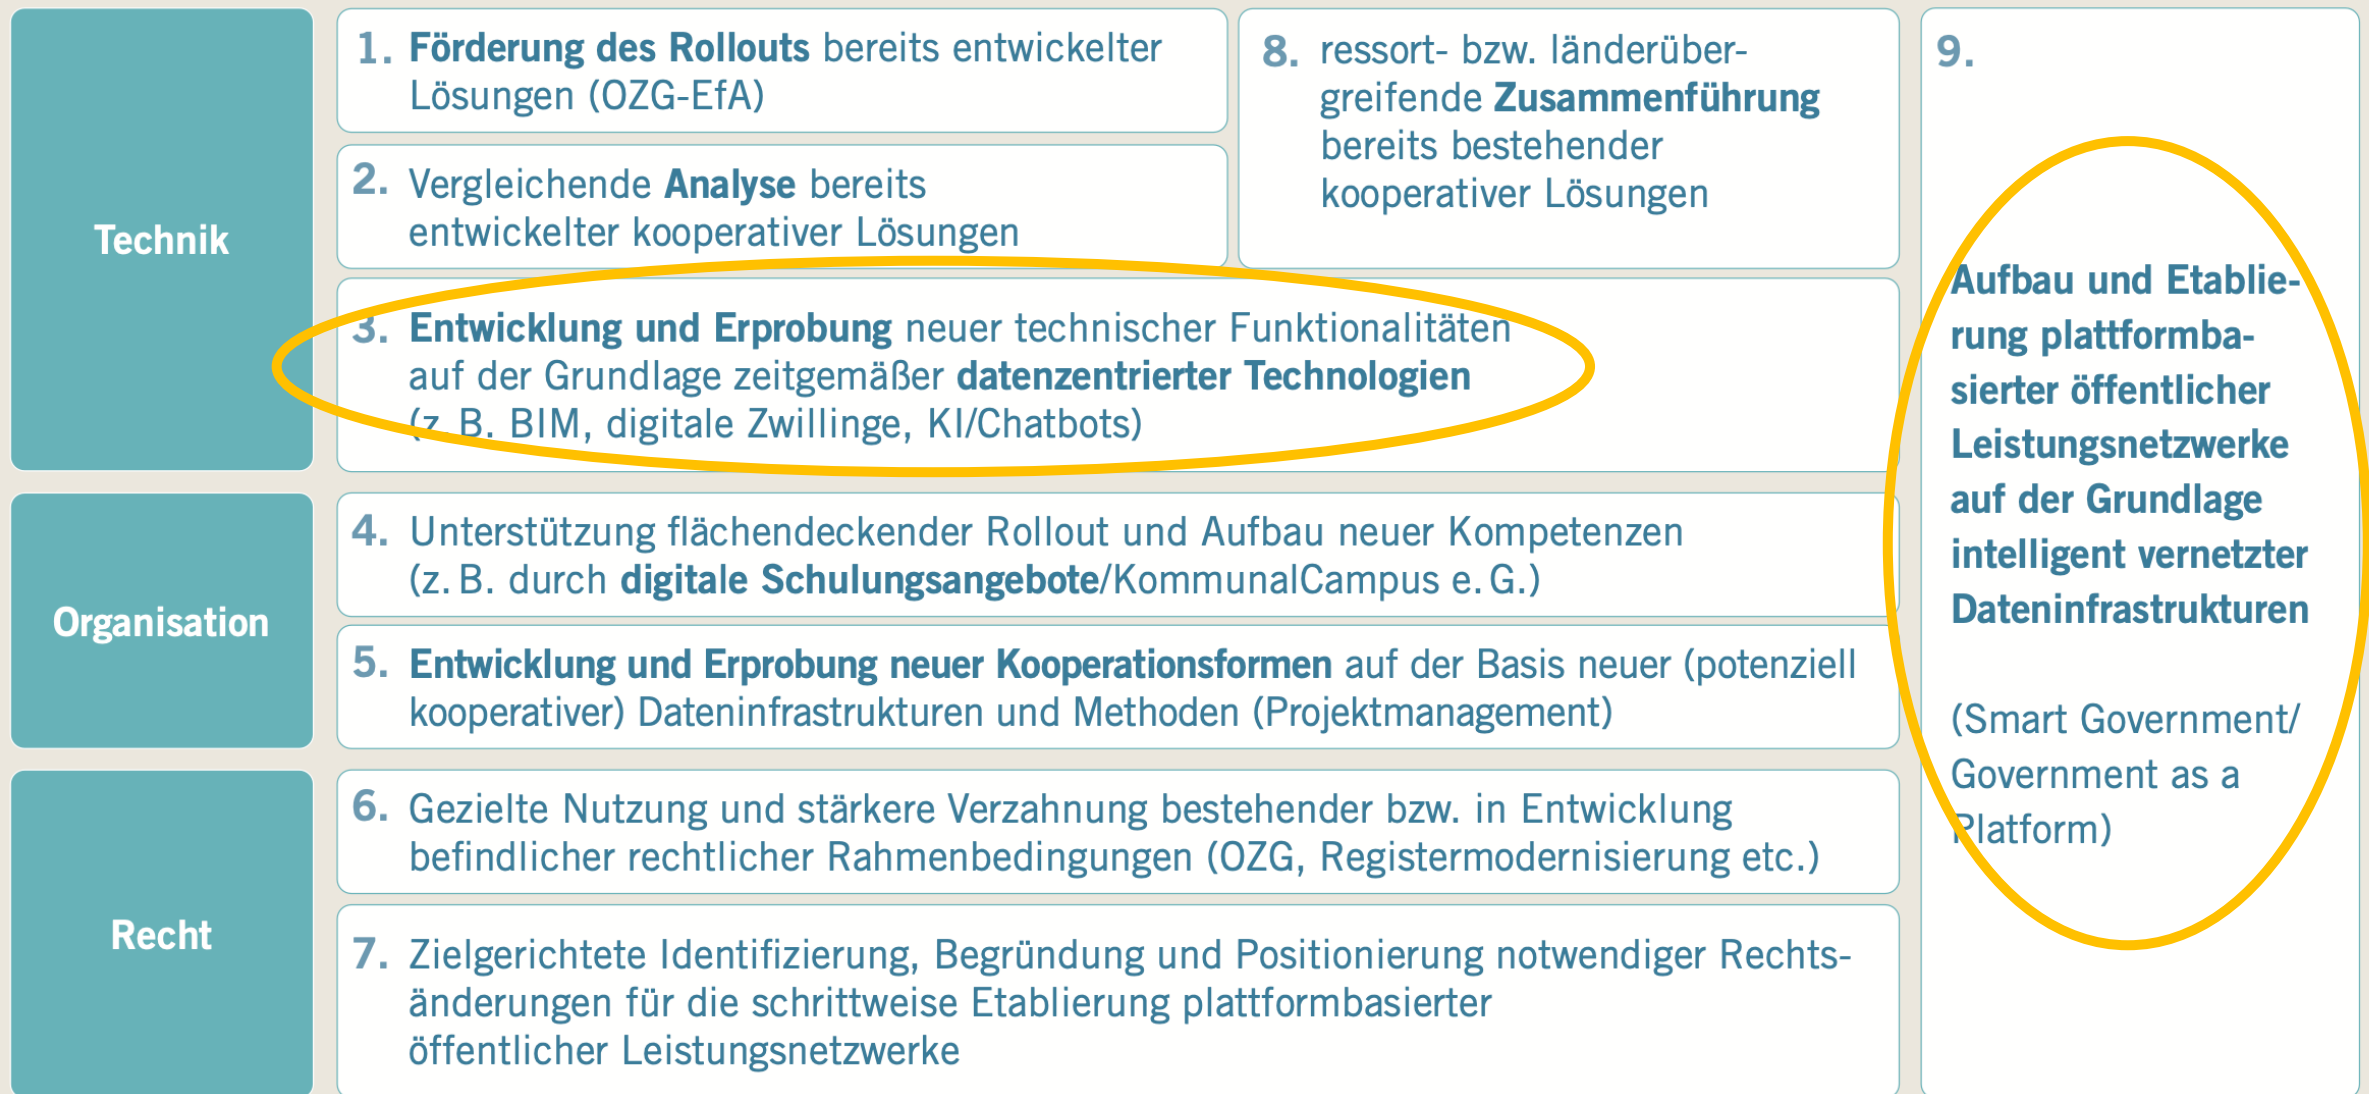 Technik
1. Förderung des Rollouts bereits entwickelter
Lösungen (OZG-EfA)
2. Vergleichende Analyse bereits
entwickelter kooperativer Lösungen
3. Entwicklung und Erprobung neuer technischer Funktionalitäten
auf der Grundlage zeitgemäßer datenzentrierter Technologien
(z. B. BIM, digitale Zwillinge, KI/Chatbots)
8. ressort- bzw. länderüber-
greifende Zusammenführung
bereits bestehender
kooperativer Lösungen
Organisation
4. Unterstützung flächendeckender Rollout und Aufbau neuer Kompetenzen
(z. B. durch digitale Schulungsangebote/KommunalCampus e. G.)
5. Entwicklung und Erprobung neuer Kooperationsformen auf der Basis neuer (potenziell
kooperativer) Dateninfrastrukturen und Methoden (Projektmanagement)
Recht
6. Gezielte Nutzung und stärkere Verzahnung bestehender bzw. in Entwicklung
befindlicher rechtlicher Rahmenbedingungen (OZG, Registermodernisierung etc.)
7. Zielgerichtete Identifizierung, Begründung und Positionierung notwendiger Rechts-
änderungen für die schrittweise Etablierung plattformbasierter
öffentlicher Leistungsnetzwerke
9.
Aufbau und Etablie-
rung plattformba-
sierter öffentlicher
Leistungsnetzwerke
auf der Grundlage
intelligent vernetzter
Dateninfrastrukturen
(Smart Government/
Government as a
Platform)